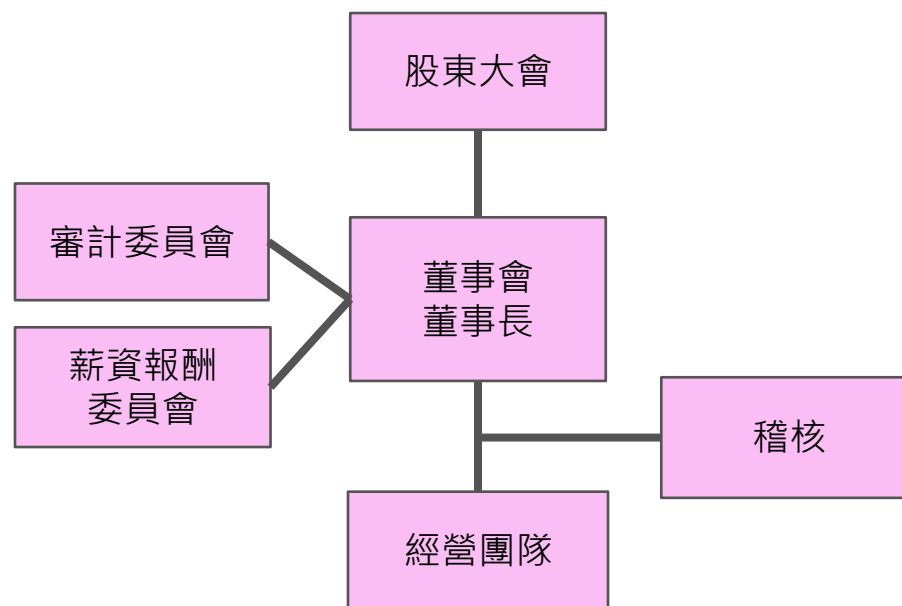 股東大會
審計委員會
董事會
董事長
薪資報酬
委員會
稽核
經營團隊